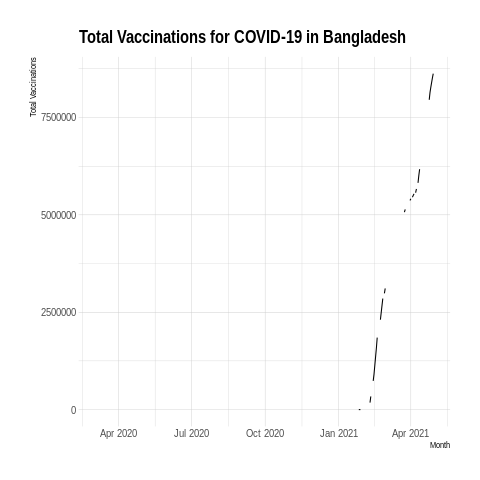 Total Vaccinations for COVID-19 in Bangladesh
Total Vaccinations
7500000
5000000
2500000
0
Apr 2020 Jul 2020 Oct 2020 Jan 2021 Apr 2021
Month